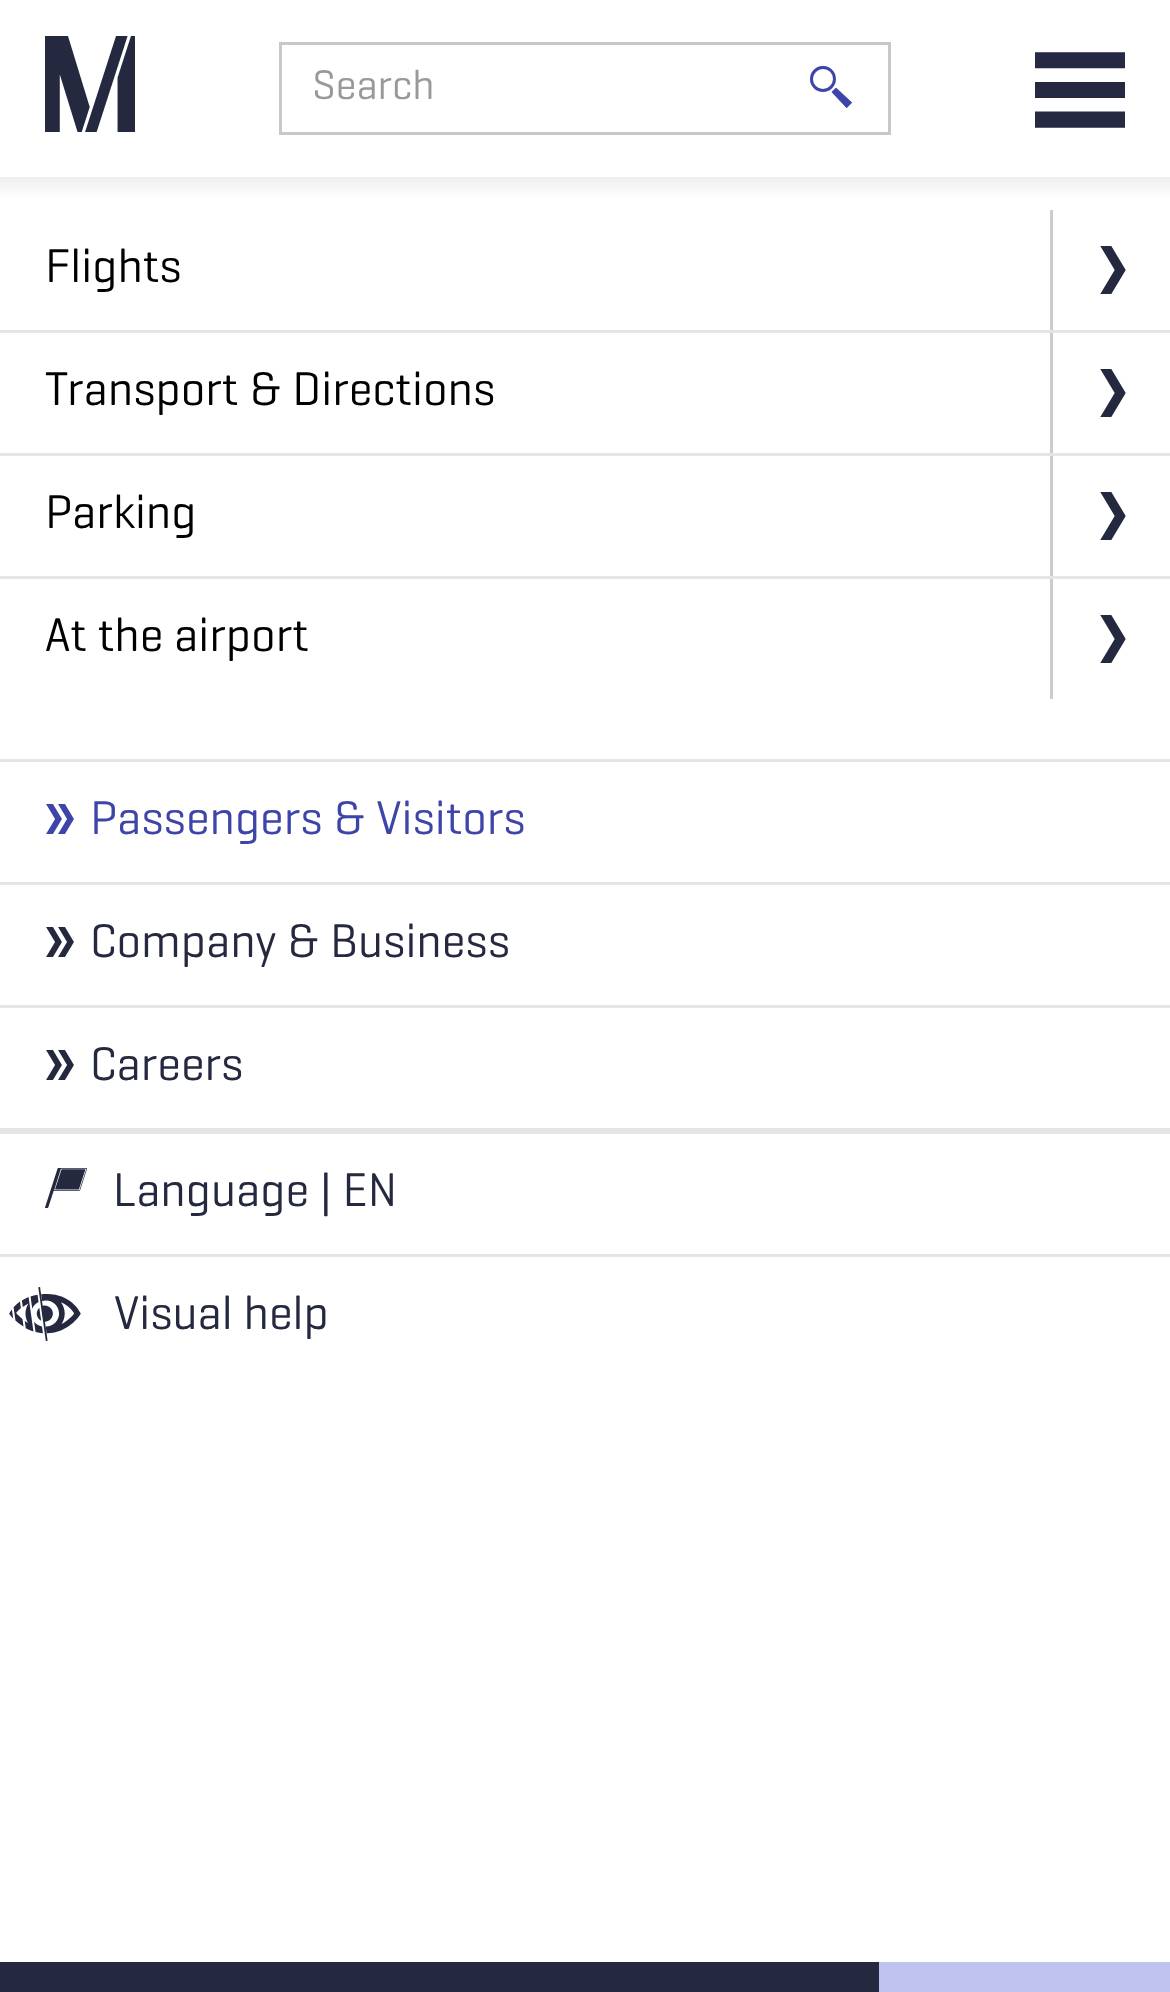 M
Search
Flights
Transport & Directions
Parking
At the airport
Passengers & Visitors
Company & Business
Careers
Language | EN
Visual help